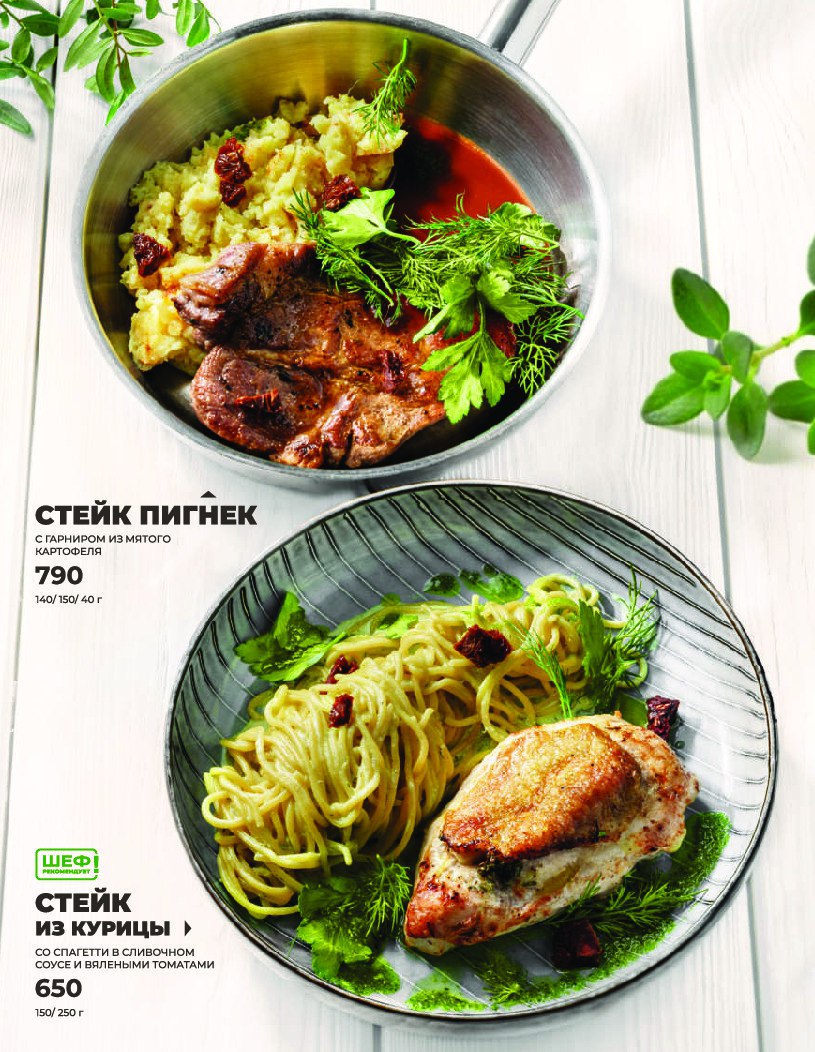 СТЕЙК ПИГНЕК
С ГАРНИРОМ ИЗ МЯТОГО
КАРТОФЕЛЯ
790
140/ 150/ 40 г
ШЕФ!
РЕКОМЕНДУЕТ
СТЕЙК
ИЗ КУРИЦЫ
СО СПАГЕТТИ В СЛИВОЧНОМ
СОУСЕ И ВЯЛЕНЫМИ ТОМАТАМИ
650
150/ 250 г